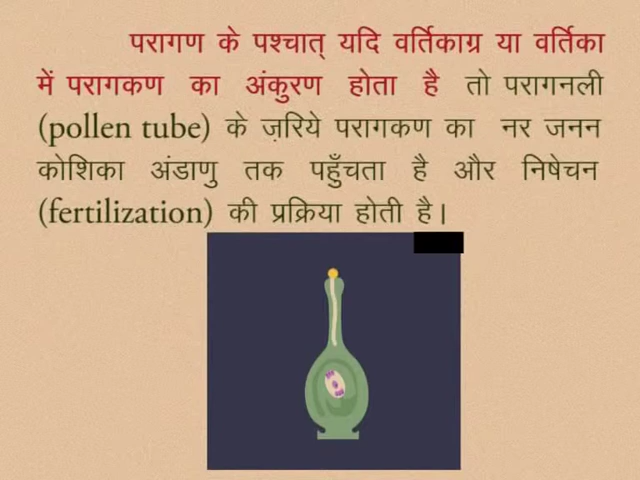 परागण के पश्चात् यदि वर्तिकाग्र या वर्तिका
में परागकण का अंकुरण होता है तो परागनली
(pollen tube) के ज़रिये परागकण का नर जनन
कोशिका अंडाणु तक पहुँचता है और निषेचन
(fertilization) की प्रक्रिया होती है।